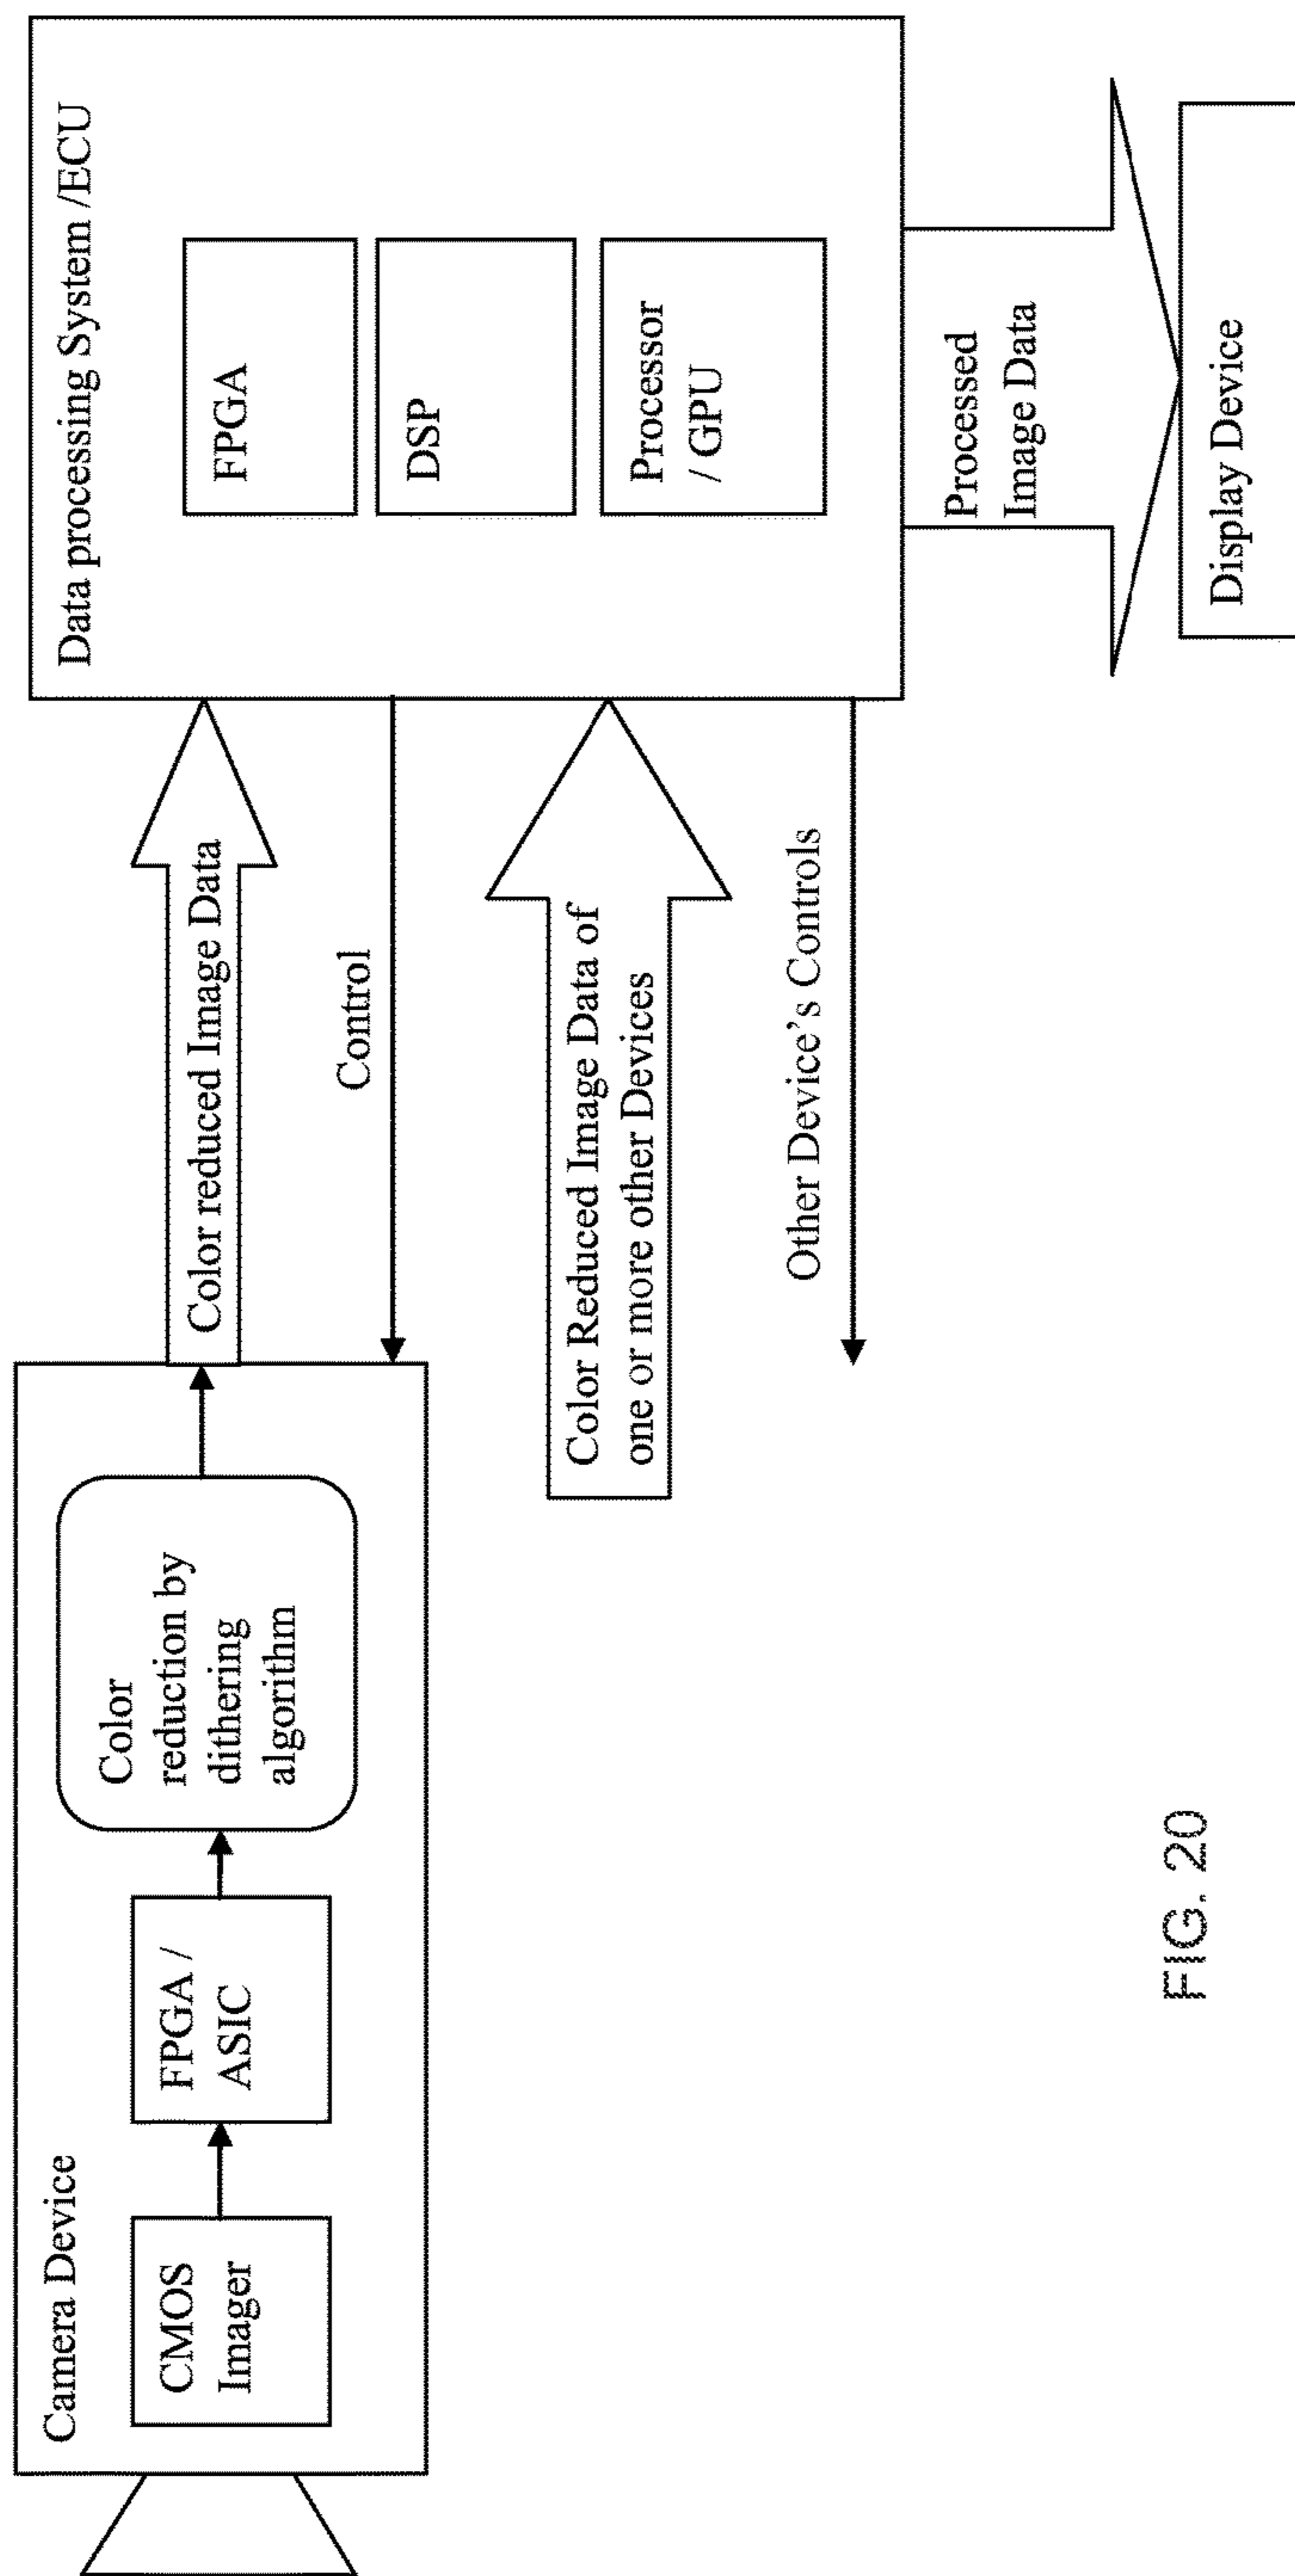 Camera Device
CMOS
Imager
FPGA /
ASIC
Color
reduction by
dithering
algorithm
Color reduced Image Data
Control
Color Reduced Image Data of
one or more other Devices
Other Device’s Controls
Data processing System /ECU
FPGA
DSP
Processor
/ GPU
Processed
Image Data
Display Device
FIG. 20